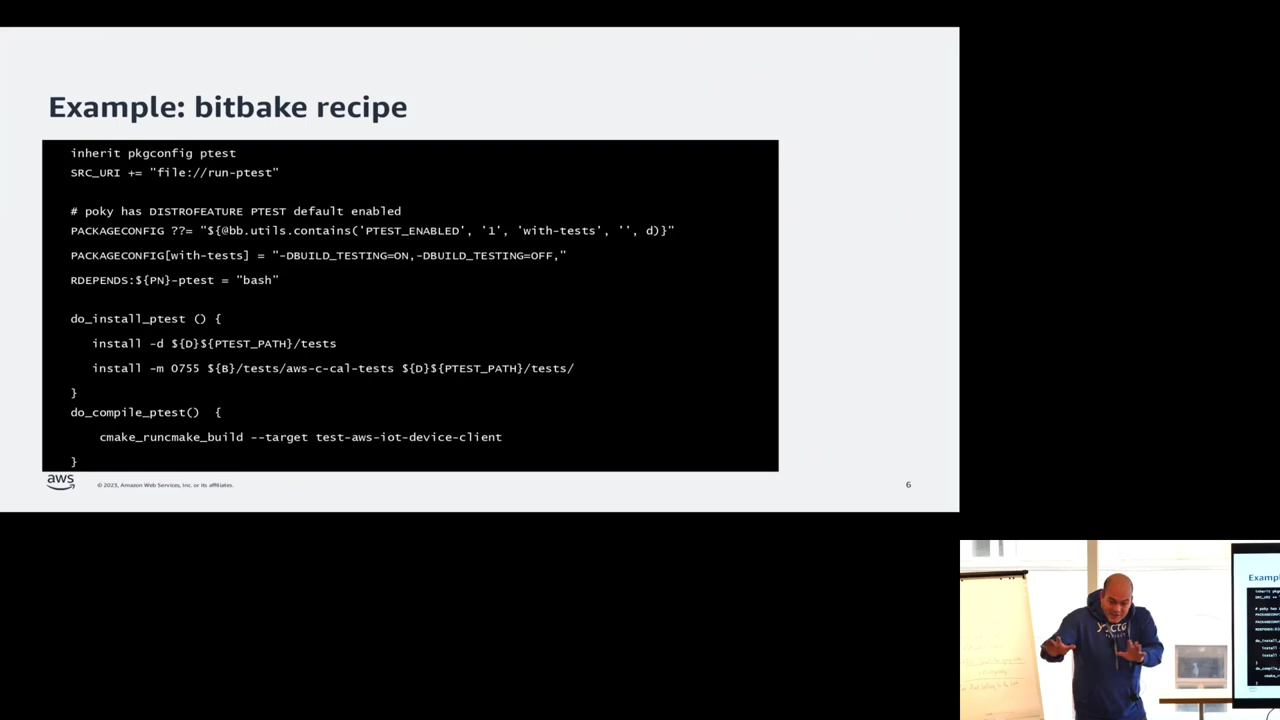 Example: bitbake recipe
inherit pkgconfig ptest
SRC_URI += "file://run-ptest"
# poky has DISTROFEATURE PTEST default enabled
PACKAGECONFIG ??= "${@bb.utils.contains('PTEST_ENABLED', '1', 'with-tests', '', d)}"
PACKAGECONFIG[with-tests] = "-DBUILD_TESTING=ON,-DBUILD_TESTING=OFF,"
RDEPENDS:${PN}-ptest = "bash"
do_install_ptest () {
install -d ${D}${PTEST_PATH}/tests
install -m 0755 ${B}/tests/aws-c-cal-tests ${D}${PTEST_PATH}/tests/
}
do_compile_ptest() {
cmake_runcmake_build --target test-aws-iot-device-client
}
aws
© 2023, Amazon Web Services, Inc. or its affiliates.
6